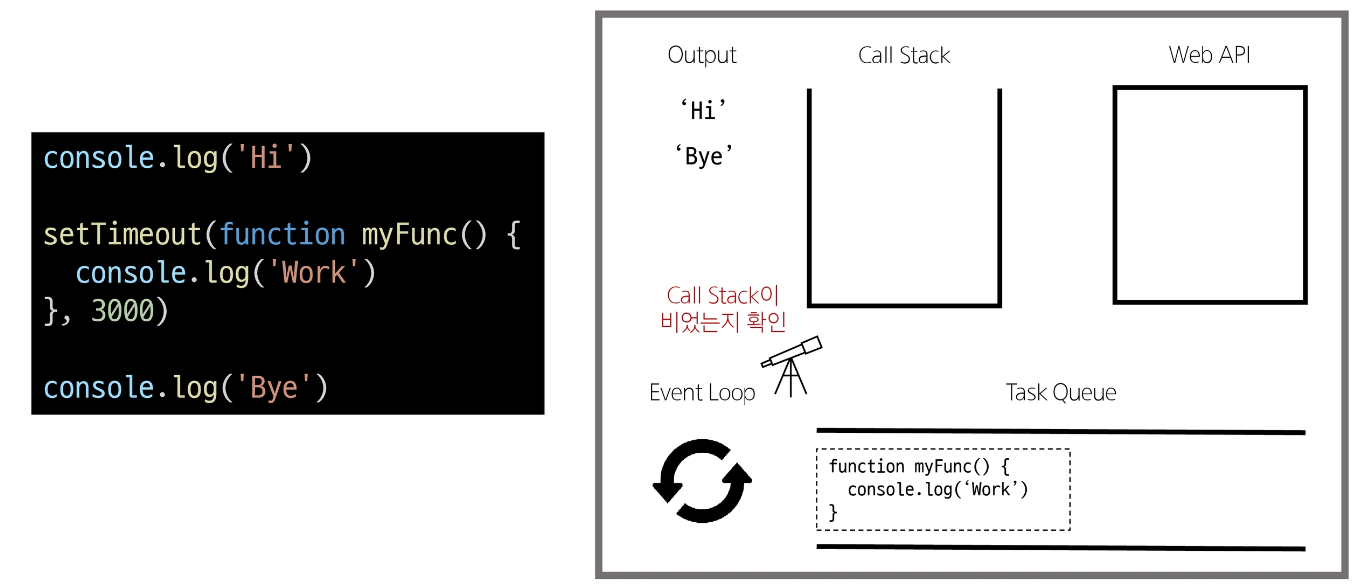 console.log('Hi')
setTimeout(function myFunc() {
  console.log('Work')
}, 3000)
console.log('Bye')
Output
Call Stack
Web API
‘Hi’
‘Bye’
Call Stack이
비었는지 확인
Event Loop
Task Queue
function myFunc() {
  console.log(‘Work’)
}